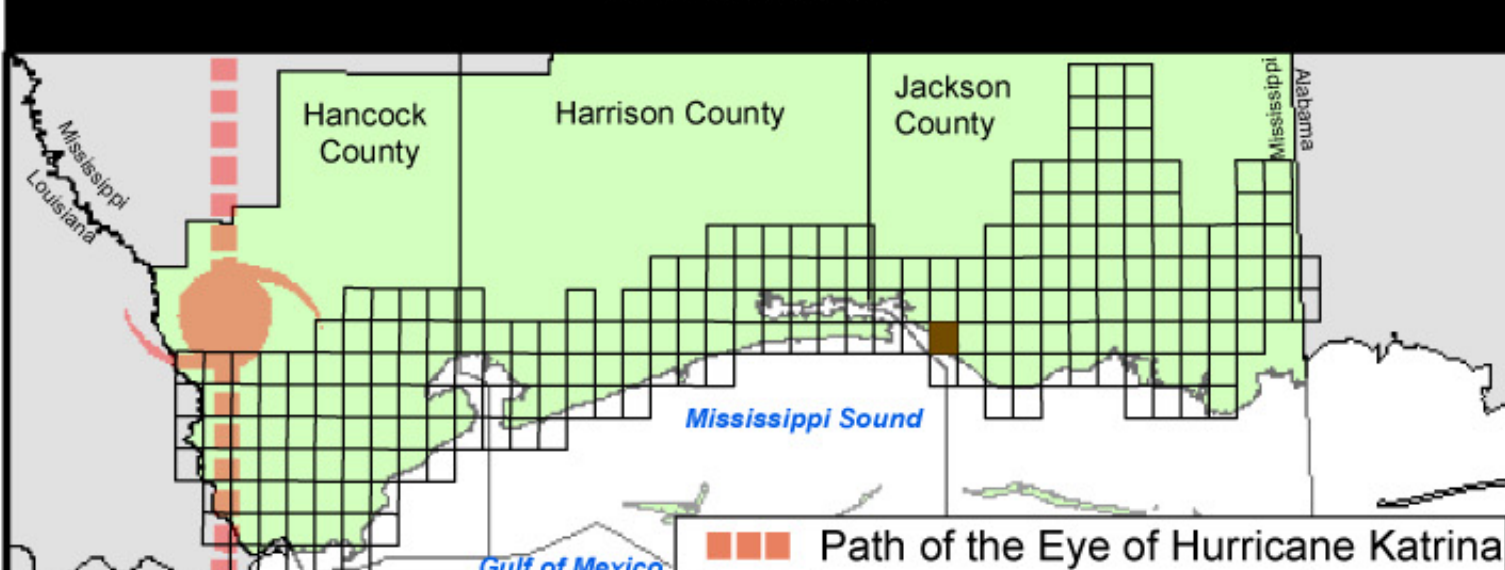 Mississippi
Louisiana
Hancock
County
Harrison County
Jackson
County
Mississippi
Alabama
Mississippi Sound
Gulf of Mexico
Path of the Eye of Hurricane Katrina